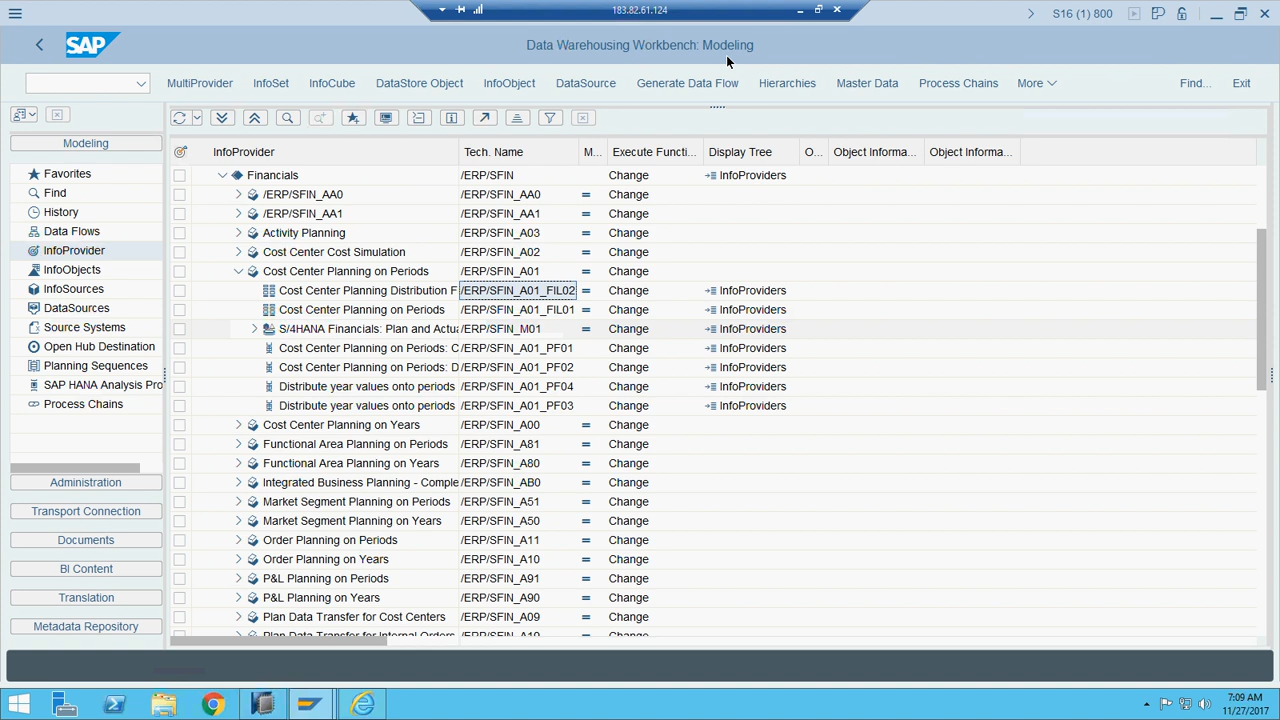 183.82.61.124
S16 (1) 800
SAP
Data Warehousing Workbench: Modeling
MultiProvider InfoSet InfoCube DataStore Object InfoObject DataSource Generate Data Flow Hierarchies Master Data Process Chains More Find... Exit
Modeling
Favorites
Find
History
Data Flows
InfoProvider
InfoObjects
InfoSources
DataSources
Source Systems
Open Hub Destination
Planning Sequences
SAP HANA Analysis Pro
Process Chains
Administration
Transport Connection
Documents
BI Content
Translation
Metadata Repository
InfoProvider Tech. Name M... Execute Functi... Display Tree O... Object Informa... Object Informa...
Financials /ERP/SFIN Change InfoProviders
/ERP/SFIN_AA0 /ERP/SFIN_AA0 = Change
/ERP/SFIN_AA1 /ERP/SFIN_AA1 = Change
Activity Planning /ERP/SFIN_A03 = Change
Cost Center Cost Simulation /ERP/SFIN_A02 = Change
Cost Center Planning on Periods /ERP/SFIN_A01 = Change
Cost Center Planning Distribution F /ERP/SFIN_A01_FIL02 = Change InfoProviders
Cost Center Planning on Periods /ERP/SFIN_A01_FIL01 = Change InfoProviders
S/4HANA Financials: Plan and Actua /ERP/SFIN_M01 = Change InfoProviders
Cost Center Planning on Periods: C /ERP/SFIN_A01_PF01 = Change InfoProviders
Cost Center Planning on Periods: D /ERP/SFIN_A01_PF02 = Change InfoProviders
Distribute year values onto periods /ERP/SFIN_A01_PF04 = Change InfoProviders
Distribute year values onto periods /ERP/SFIN_A01_PF03 = Change InfoProviders
Cost Center Planning on Years /ERP/SFIN_A00 = Change
Functional Area Planning on Periods /ERP/SFIN_A81 = Change
Functional Area Planning on Years /ERP/SFIN_A80 = Change
Integrated Business Planning - Comple /ERP/SFIN_AB0 = Change
Market Segment Planning on Periods /ERP/SFIN_A51 = Change
Market Segment Planning on Years /ERP/SFIN_A50 = Change
Order Planning on Periods /ERP/SFIN_A11 = Change
Order Planning on Years /ERP/SFIN_A10 = Change
P&L Planning on Periods /ERP/SFIN_A91 = Change
P&L Planning on Years /ERP/SFIN_A90 = Change
Plan Data Transfer for Cost Centers /ERP/SFIN_A09 = Change
Plan Data Transfer for Internal Orders /ERP/SFIN_A19 = Change
7:09 AM
11/27/2017